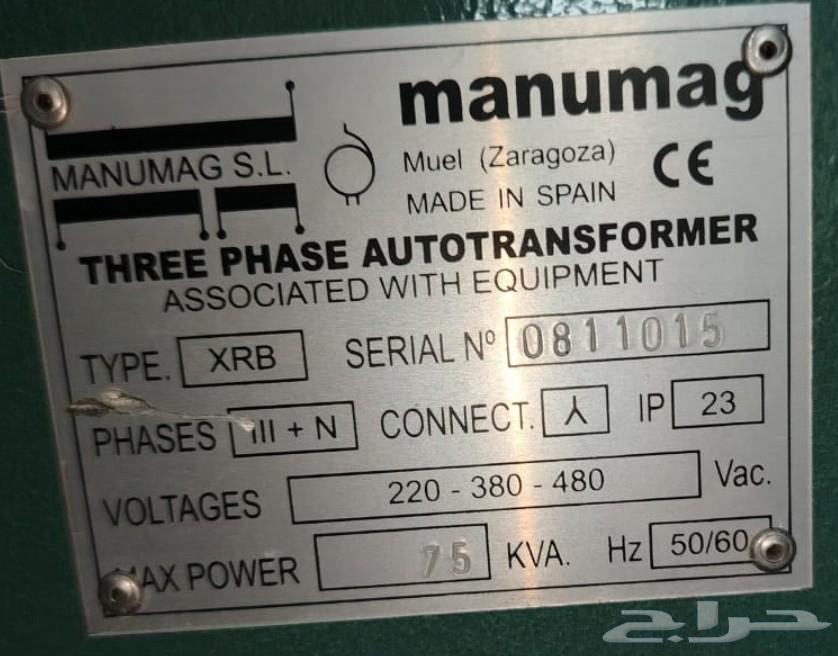 manumag
MANUMAG S.L.
Muel (Zaragoza)
CE
MADE IN SPAIN
THREE PHASE AUTOTRANSFORMER
ASSOCIATED WITH EQUIPMENT
TYPE. XRB SERIAL Nº 0811015
PHASES III + N CONNECT. IP 23
VOLTAGES 220 - 380 - 480 Vac.
MAX POWER 75 KVA. Hz 50/60
حراج